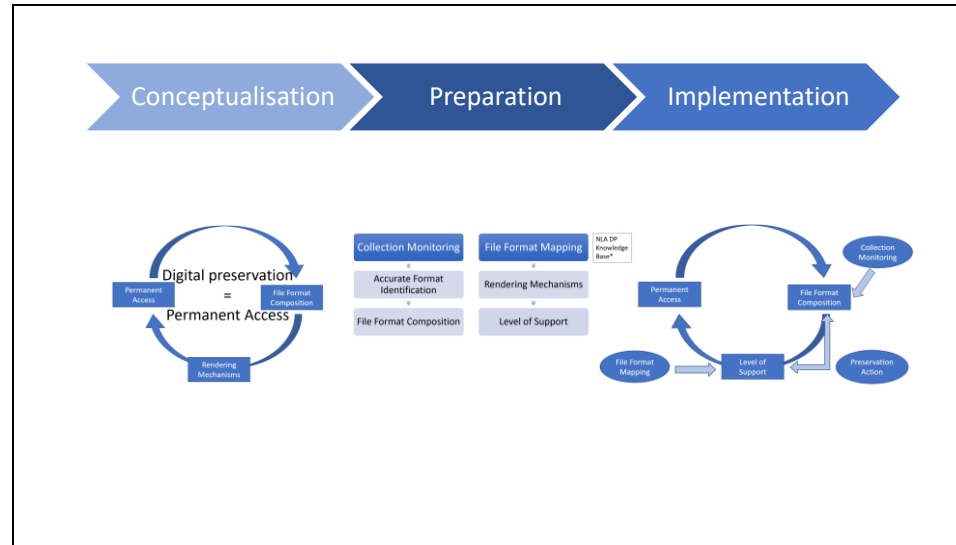 Conceptualisation
Preparation
Implementation
Digital preservation
=
Permanent Access
Permanent
Access
File Format
Composition
Rendering
Mechanisms
Collection Monitoring
Accurate Format
Identification
File Format Composition
File Format Mapping
Rendering Mechanisms
Level of Support
NLA DP
Knowledge
Base*
Collection
Monitoring
Permanent
Access
File Format
Composition
File Format
Mapping
Level of
Support
Preservation
Action